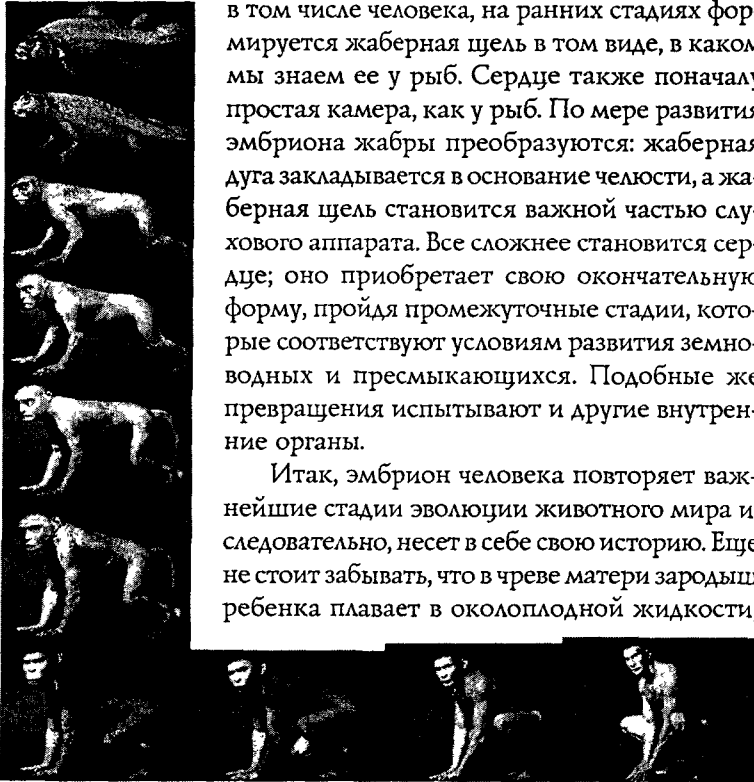 в том числе человека, на ранних стадиях фор-
мируется жаберная щель в том виде, в каком
мы знаем ее у рыб. Сердце также поначалу
простая камера, как у рыб. По мере развития
эмбриона жабры преобразуются: жаберная
дуга закладывается в основание челюсти, а жа-
берная щель становится важной частью слу-
хового аппарата. Все сложнее становится сер-
дце; оно приобретает свою окончательную
форму, пройдя промежуточные стадии, кото-
рые соответствуют условиям развития земно-
водных и пресмыкающихся. Подобные же
превращения испытывают и другие внутрен-
ние органы.
Итак, эмбрион человека повторяет важ-
нейшие стадии эволюции животного мира и,
следовательно, несет в себе свою историю. Еще
не стоит забывать, что в чреве матери зародыш
ребенка плавает в околоплодной жидкости